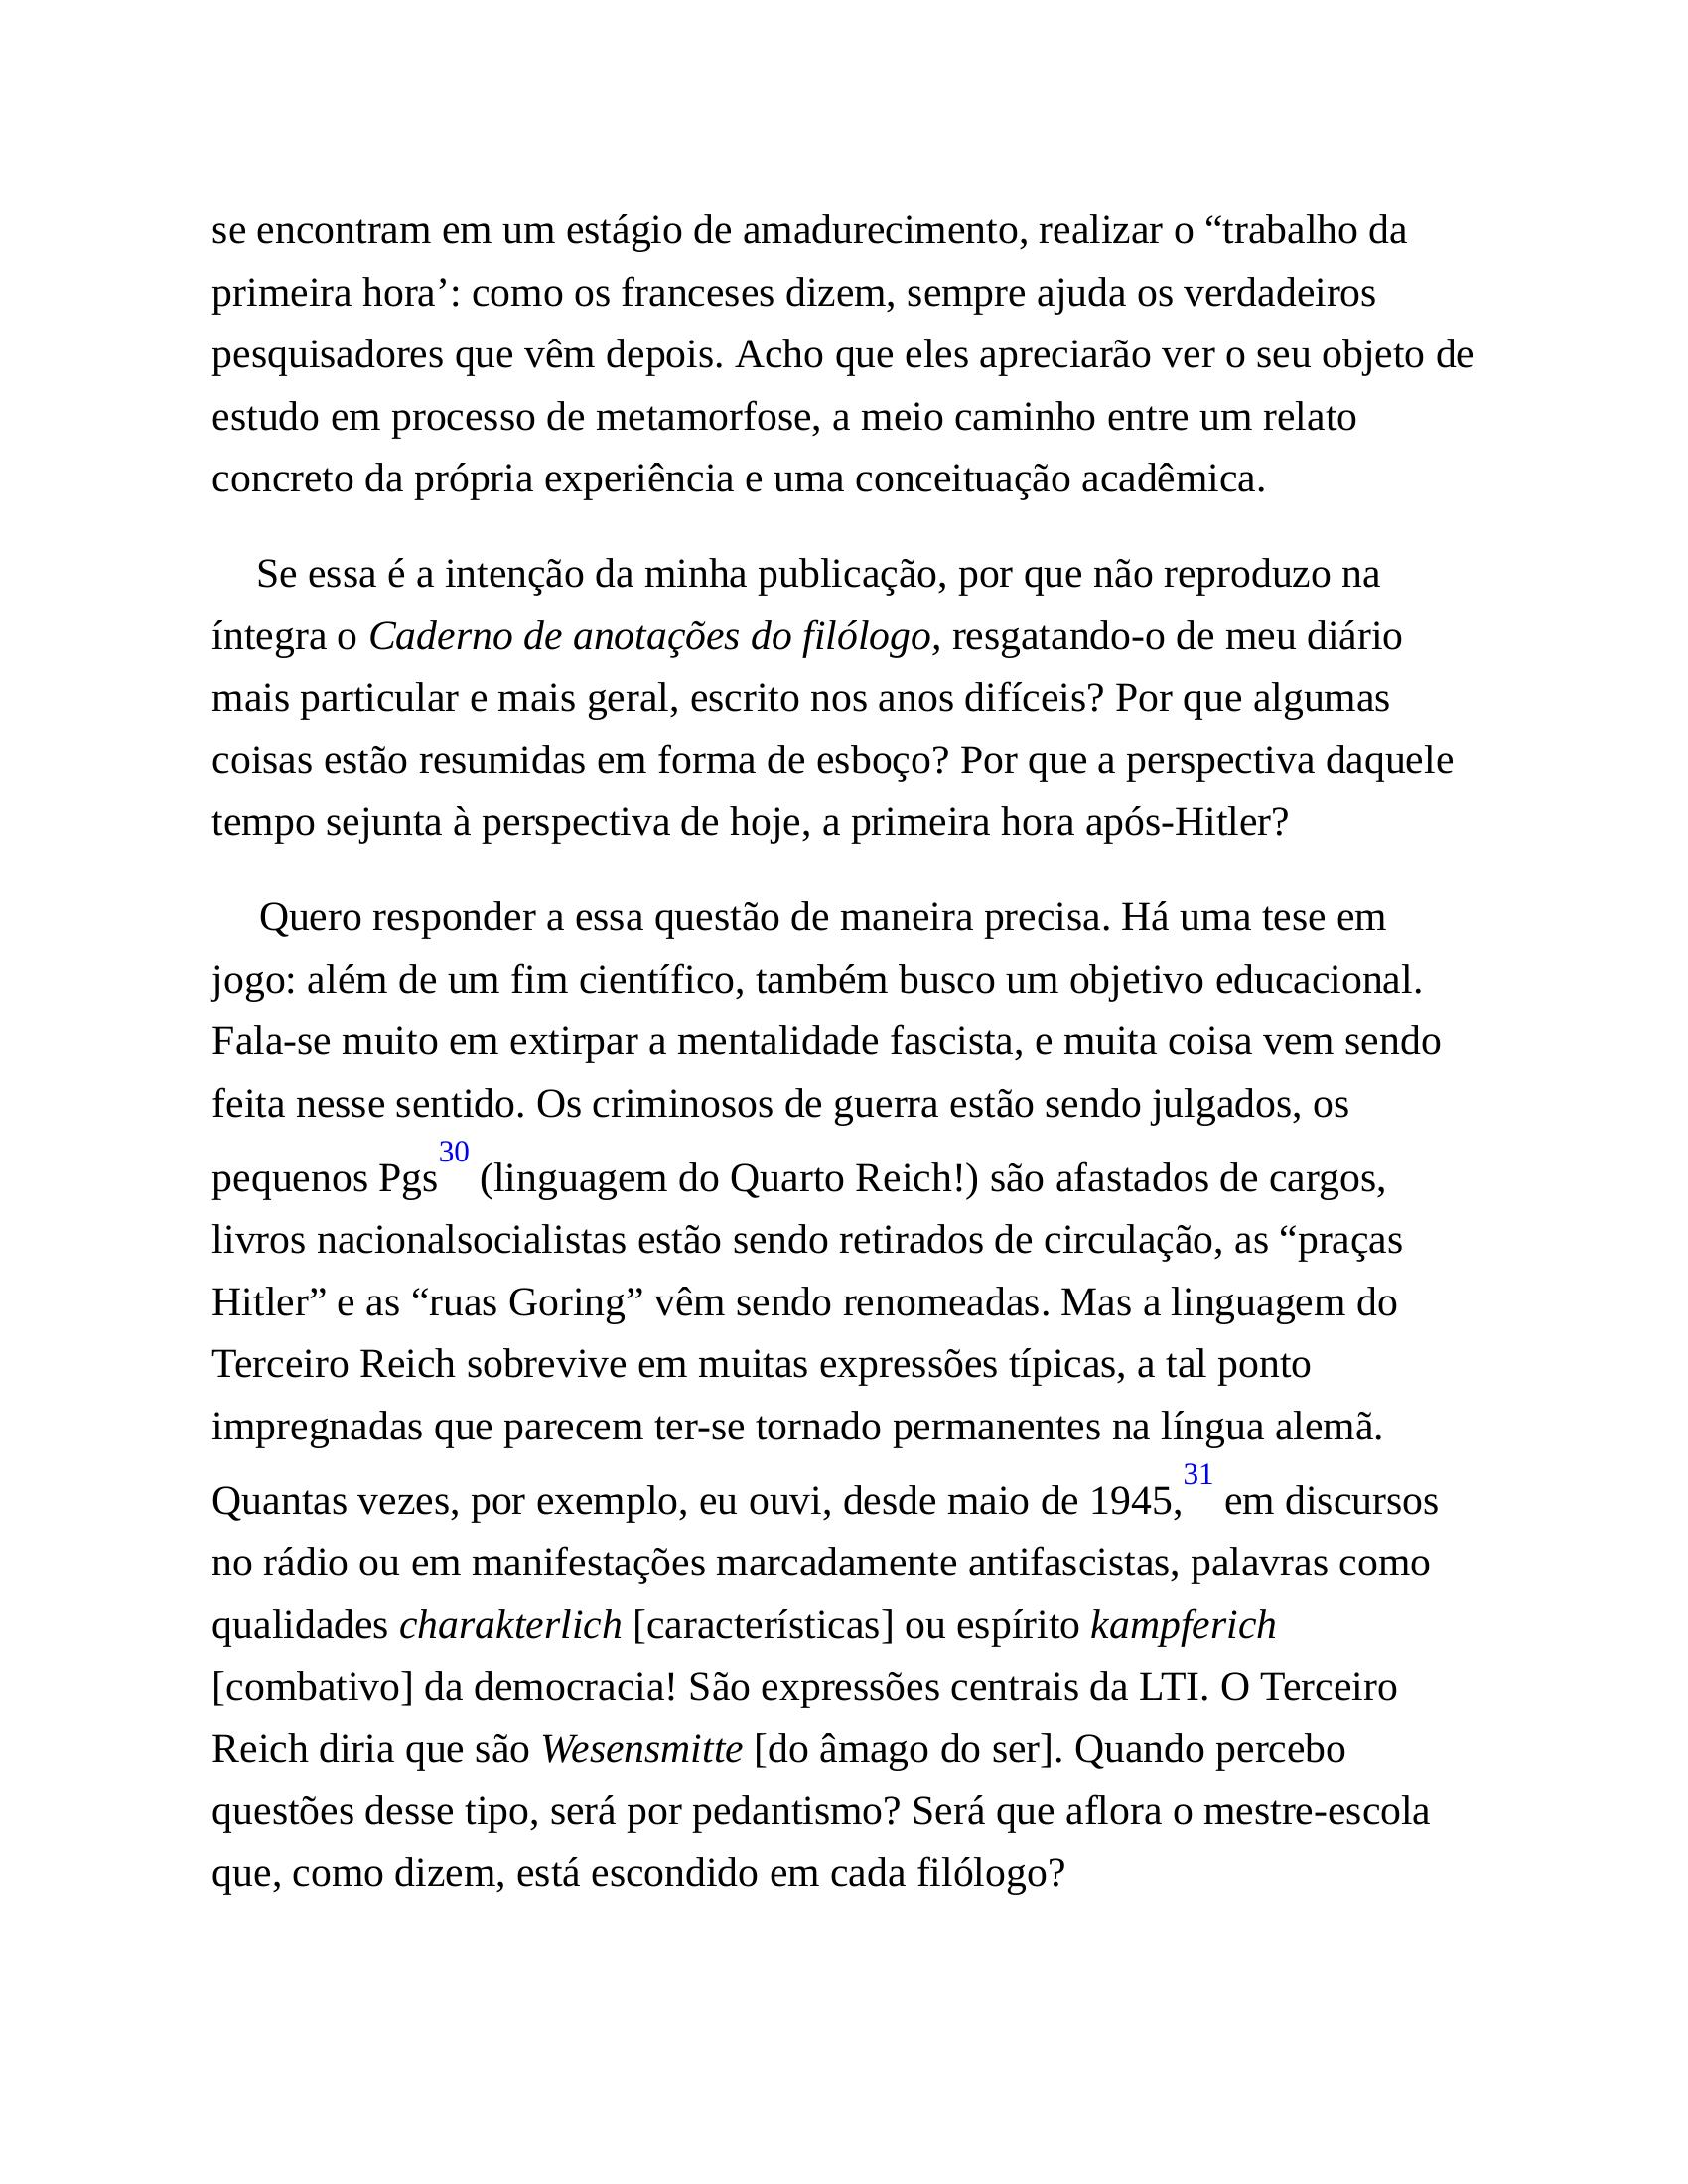 se encontram em um estágio de amadurecimento, realizar o “trabalho da
primeira hora’: como os franceses dizem, sempre ajuda os verdadeiros
pesquisadores que vêm depois. Acho que eles apreciarão ver o seu objeto de
estudo em processo de metamorfose, a meio caminho entre um relato
concreto da própria experiência e uma conceituação acadêmica.
Se essa é a intenção da minha publicação, por que não reproduzo na
íntegra o Caderno de anotações do filólogo, resgatando-o de meu diário
mais particular e mais geral, escrito nos anos difíceis? Por que algumas
coisas estão resumidas em forma de esboço? Por que a perspectiva daquele
tempo sejunta à perspectiva de hoje, a primeira hora após-Hitler?
Quero responder a essa questão de maneira precisa. Há uma tese em
jogo: além de um fim científico, também busco um objetivo educacional.
Fala-se muito em extirpar a mentalidade fascista, e muita coisa vem sendo
feita nesse sentido. Os criminosos de guerra estão sendo julgados, os
pequenos Pgs30 (linguagem do Quarto Reich!) são afastados de cargos,
livros nacionalsocialistas estão sendo retirados de circulação, as “praças
Hitler” e as “ruas Goring” vêm sendo renomeadas. Mas a linguagem do
Terceiro Reich sobrevive em muitas expressões típicas, a tal ponto
impregnadas que parecem ter-se tornado permanentes na língua alemã.
Quantas vezes, por exemplo, eu ouvi, desde maio de 1945,31 em discursos
no rádio ou em manifestações marcadamente antifascistas, palavras como
qualidades charakterlich [características] ou espírito kampferich
[combativo] da democracia! São expressões centrais da LTI. O Terceiro
Reich diria que são Wesensmitte [do âmago do ser]. Quando percebo
questões desse tipo, será por pedantismo? Será que aflora o mestre-escola
que, como dizem, está escondido em cada filólogo?